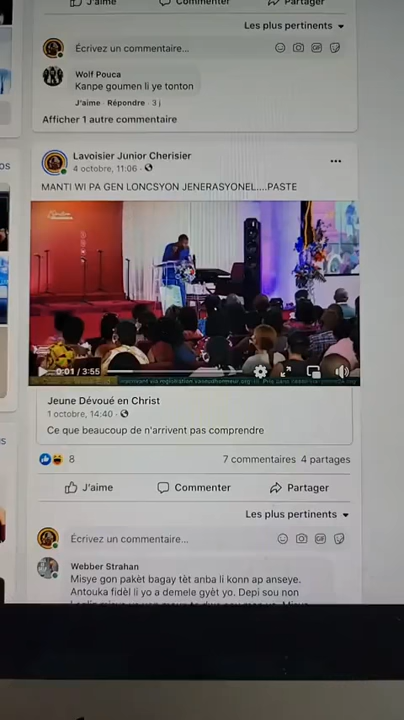 J'aime Commenter Partager
Les plus pertinents
Écrivez un commentaire...
Wolf Pouca
Kanpe goumen li ye tonton
J'aime · Répondre · 3 j
Afficher 1 autre commentaire
Lavoisier Junior Cherisier
4 octobre, 11:06 ·
MANTI WI PA GEN LONCSYON JENERASYONEL....PASTE
0:01 / 3:55
Jeune Dévoué en Christ
1 octobre, 14:40 ·
Ce que beaucoup de n'arrivent pas comprendre
8
7 commentaires 4 partages
J'aime Commenter Partager
Les plus pertinents
Écrivez un commentaire...
Webber Strahan
Misye gon pakèt bagay tèt anba li konn ap anseye.
Antouka fidèl li yo a demele gyèt yo. Depi sou non